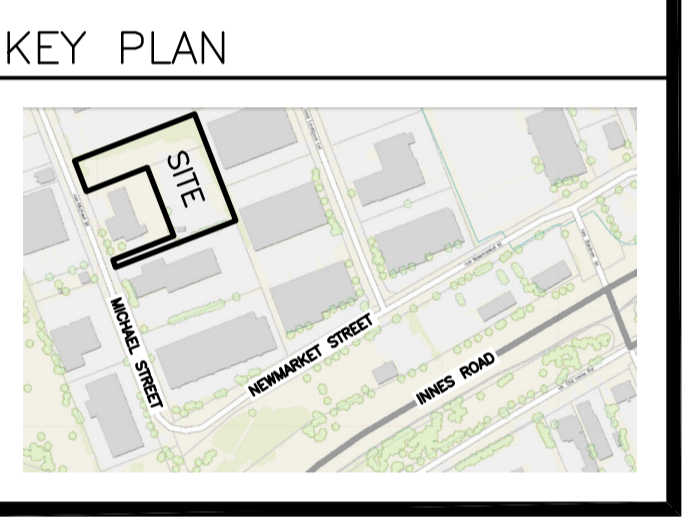 KEY PLAN
SITE
MICHAEL STREET
NEWMARKET STREET
INNES ROAD